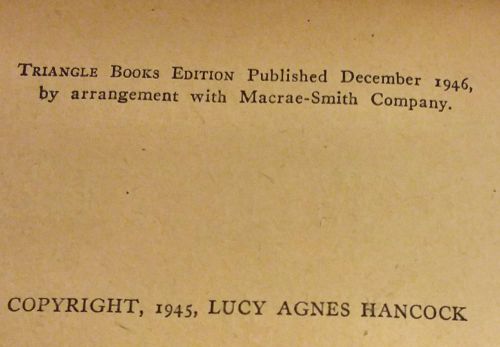 TRIANGLE BOOKS EDITION Published December 1946,
by arrangement with Macrae-Smith Company.
COPYRIGHT, 1945, LUCY AGNES HANCOCK